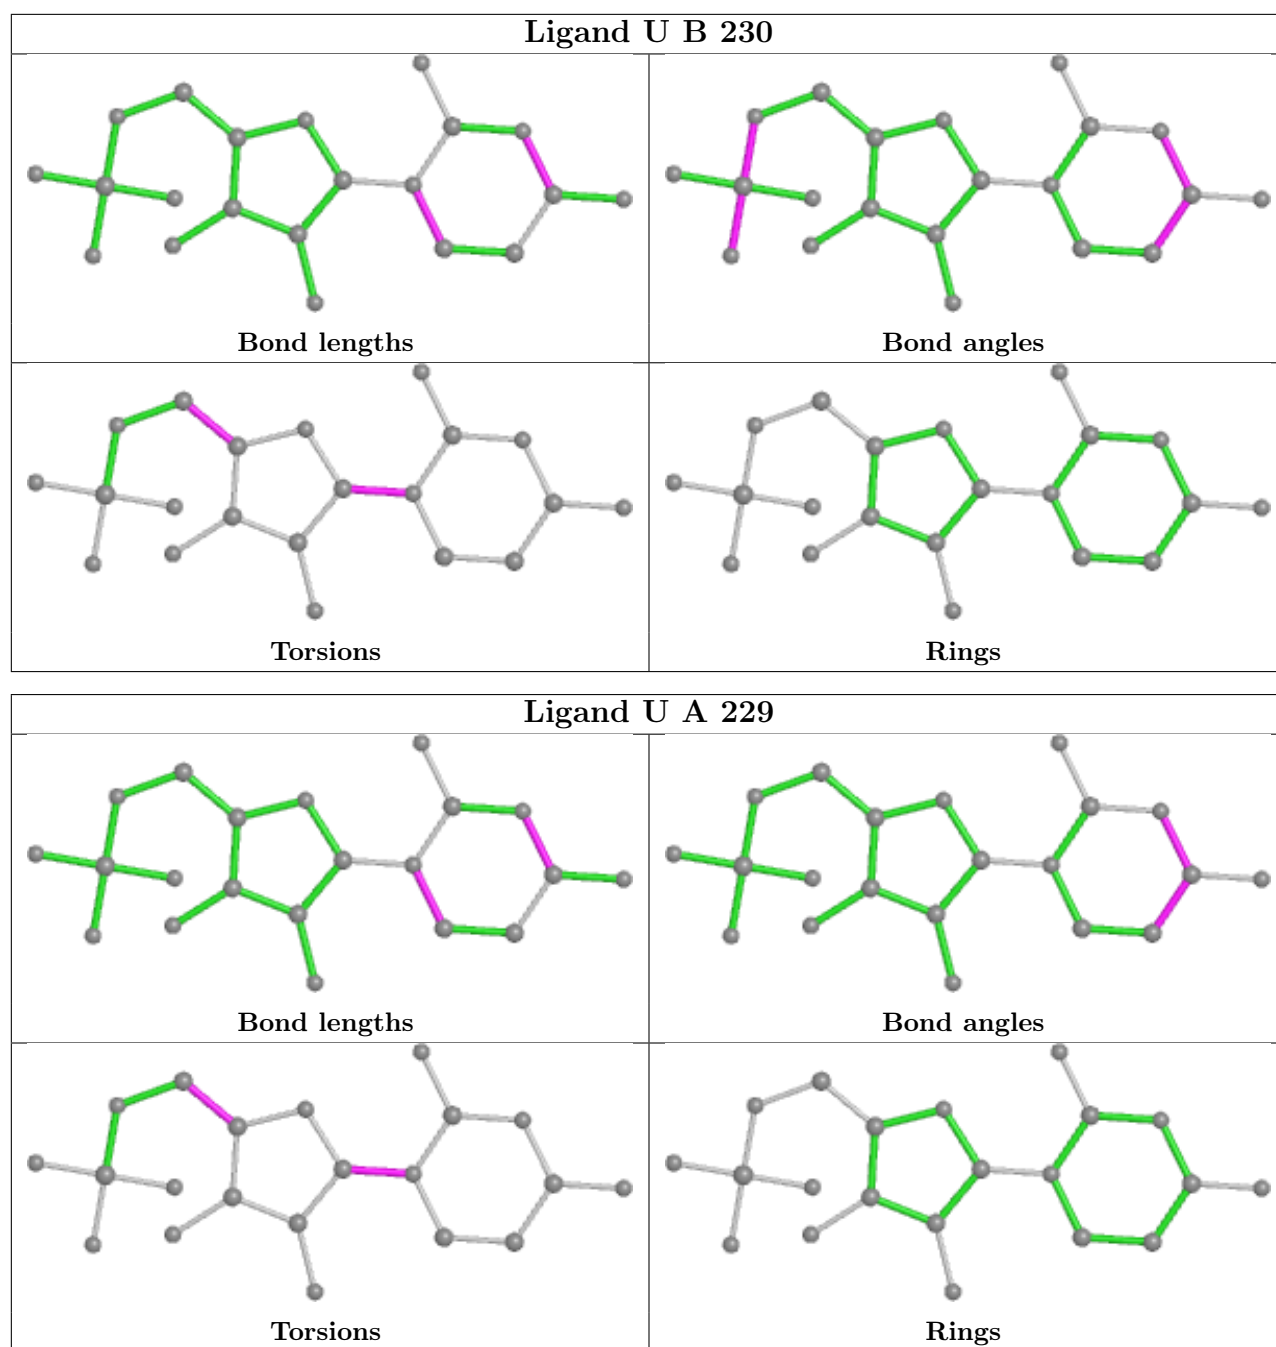 Ligand U B 230
Bond lengths
Bond angles
Torsions
Rings
Ligand U A 229
Bond lengths
Bond angles
Torsions
Rings